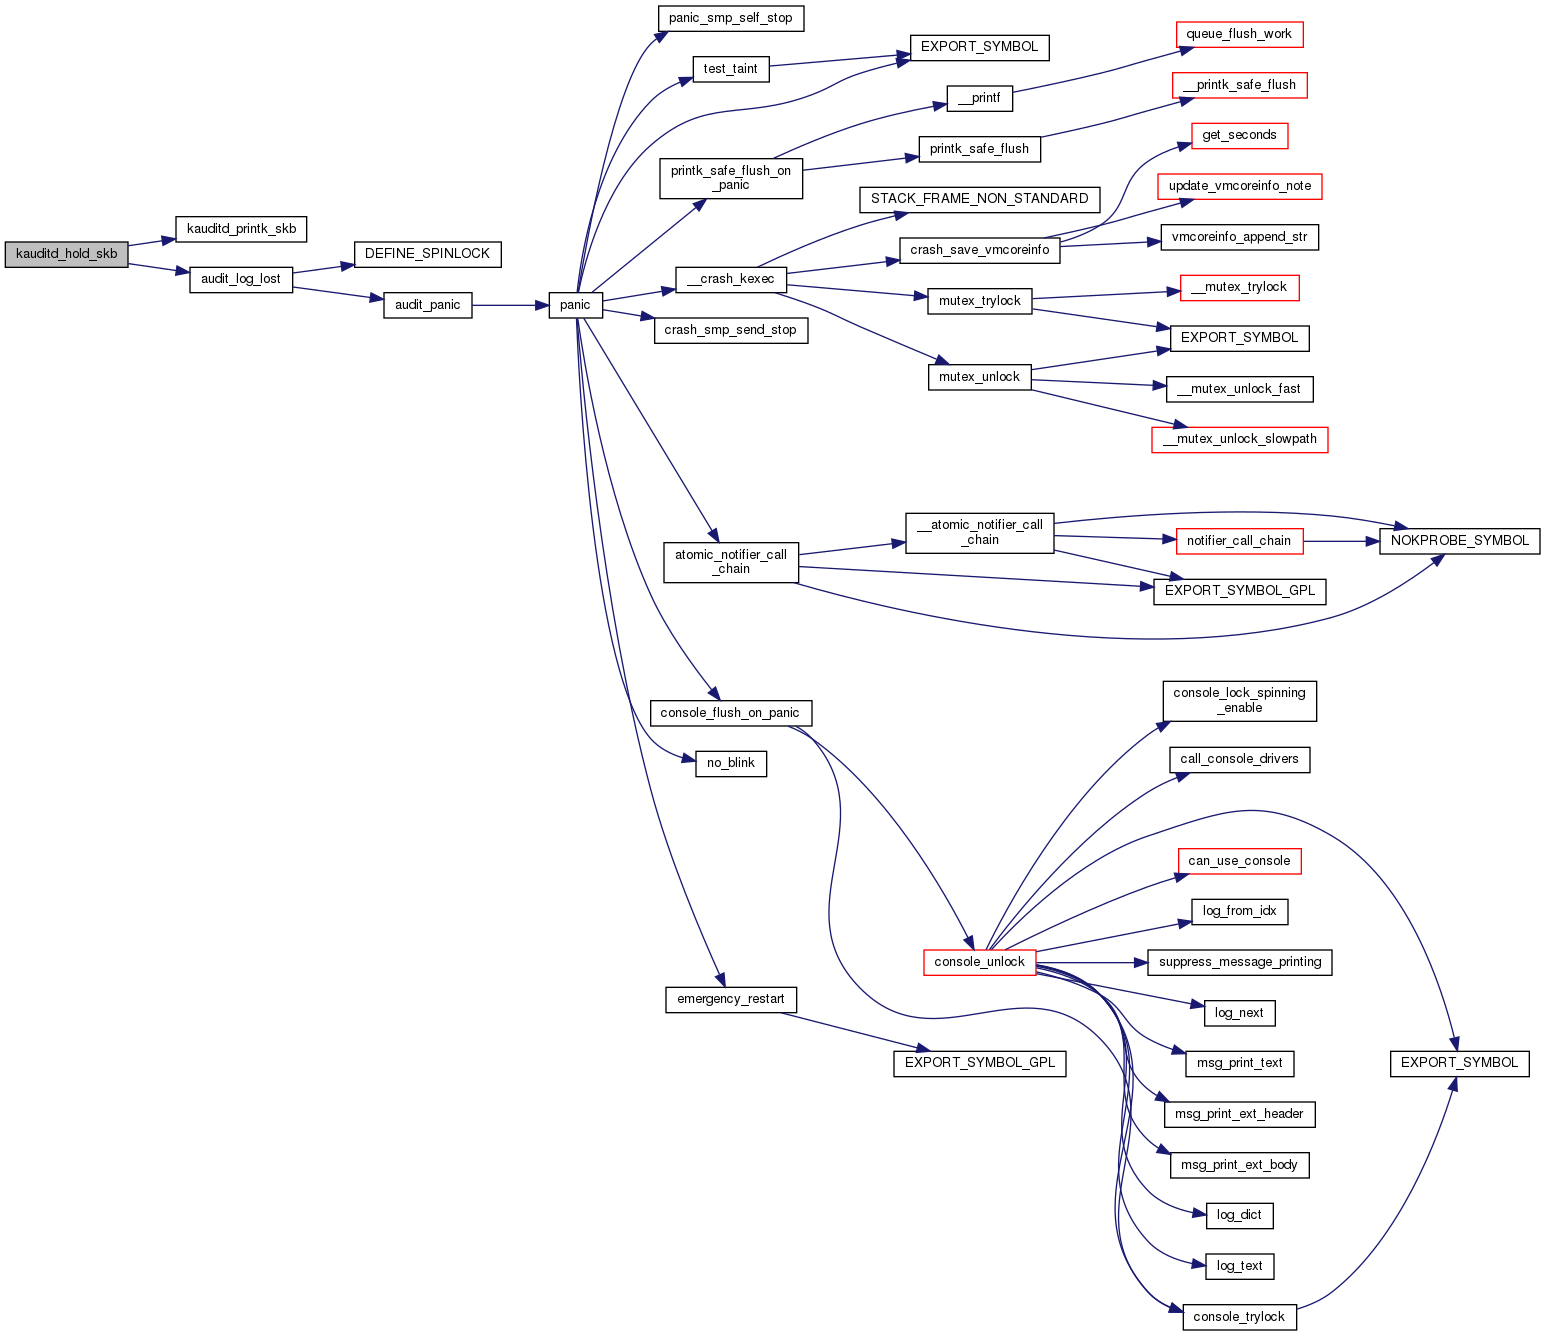 panic_smp_self_stop
queue_flush_work
EXPORT_SYMBOL
test_taint
__printk_safe_flush
__printf
get_seconds
printk_safe_flush
printk_safe_flush_on
_panic
update_vmcoreinfo_note
STACK_FRAME_NON_STANDARD
kauditd_printk_skb
vmcoreinfo_append_str
crash_save_vmcoreinfo
kauditd_hold_skb
DEFINE_SPINLOCK
audit_log_lost
__crash_kexec
__mutex_trylock
mutex_trylock
audit_panic
panic
crash_smp_send_stop
EXPORT_SYMBOL
mutex_unlock
__mutex_unlock_fast
__mutex_unlock_slowpath
__atomic_notifier_call
_chain
notifier_call_chain
NOKPROBE_SYMBOL
atomic_notifier_call
_chain
EXPORT_SYMBOL_GPL
console_lock_spinning
_enable
console_flush_on_panic
no_blink
call_console_drivers
can_use_console
log_from_idx
console_unlock
suppress_message_printing
emergency_restart
log_next
EXPORT_SYMBOL_GPL
msg_print_text
EXPORT_SYMBOL
msg_print_ext_header
msg_print_ext_body
log_dict
log_text
console_trylock